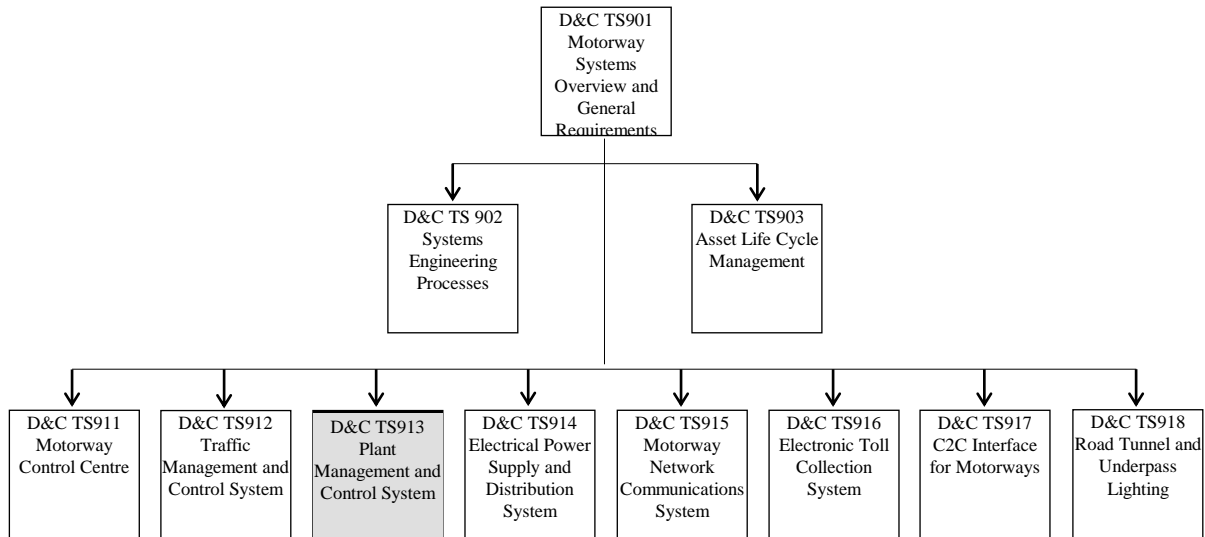 D&C TS901
Motorway
Systems
Overview and
General
Requirements
D&C TS 902
Systems
Engineering
Processes
D&C TS903
Asset Life Cycle
Management
D&C TS911
Motorway
Control Centre
D&C TS912
Traffic
Management and
Control System
D&C TS913
Plant
Management and
Control System
D&C TS914
Electrical Power
Supply and
Distribution
System
D&C TS915
Motorway
Network
Communications
System
D&C TS916
Electronic Toll
Collection
System
D&C TS917
C2C Interface
for Motorways
D&C TS918
Road Tunnel and
Underpass
Lighting